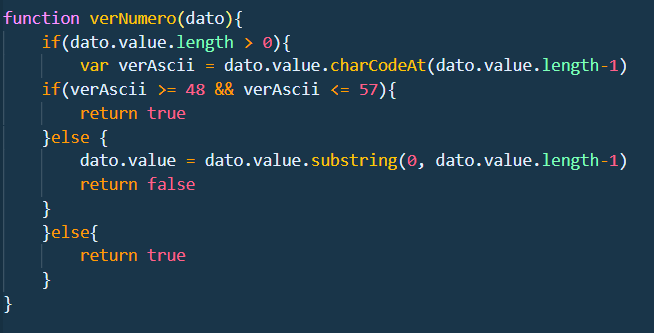 function verNumero(dato){
    if(dato.value.length > 0){
        var verAscii = dato.value.charCodeAt(dato.value.length-1)
    if(verAscii >= 48 && verAscii <= 57){
        return true
    }else {
        dato.value = dato.value.substring(0, dato.value.length-1)
        return false
    }
    }else{
        return true
    }
}